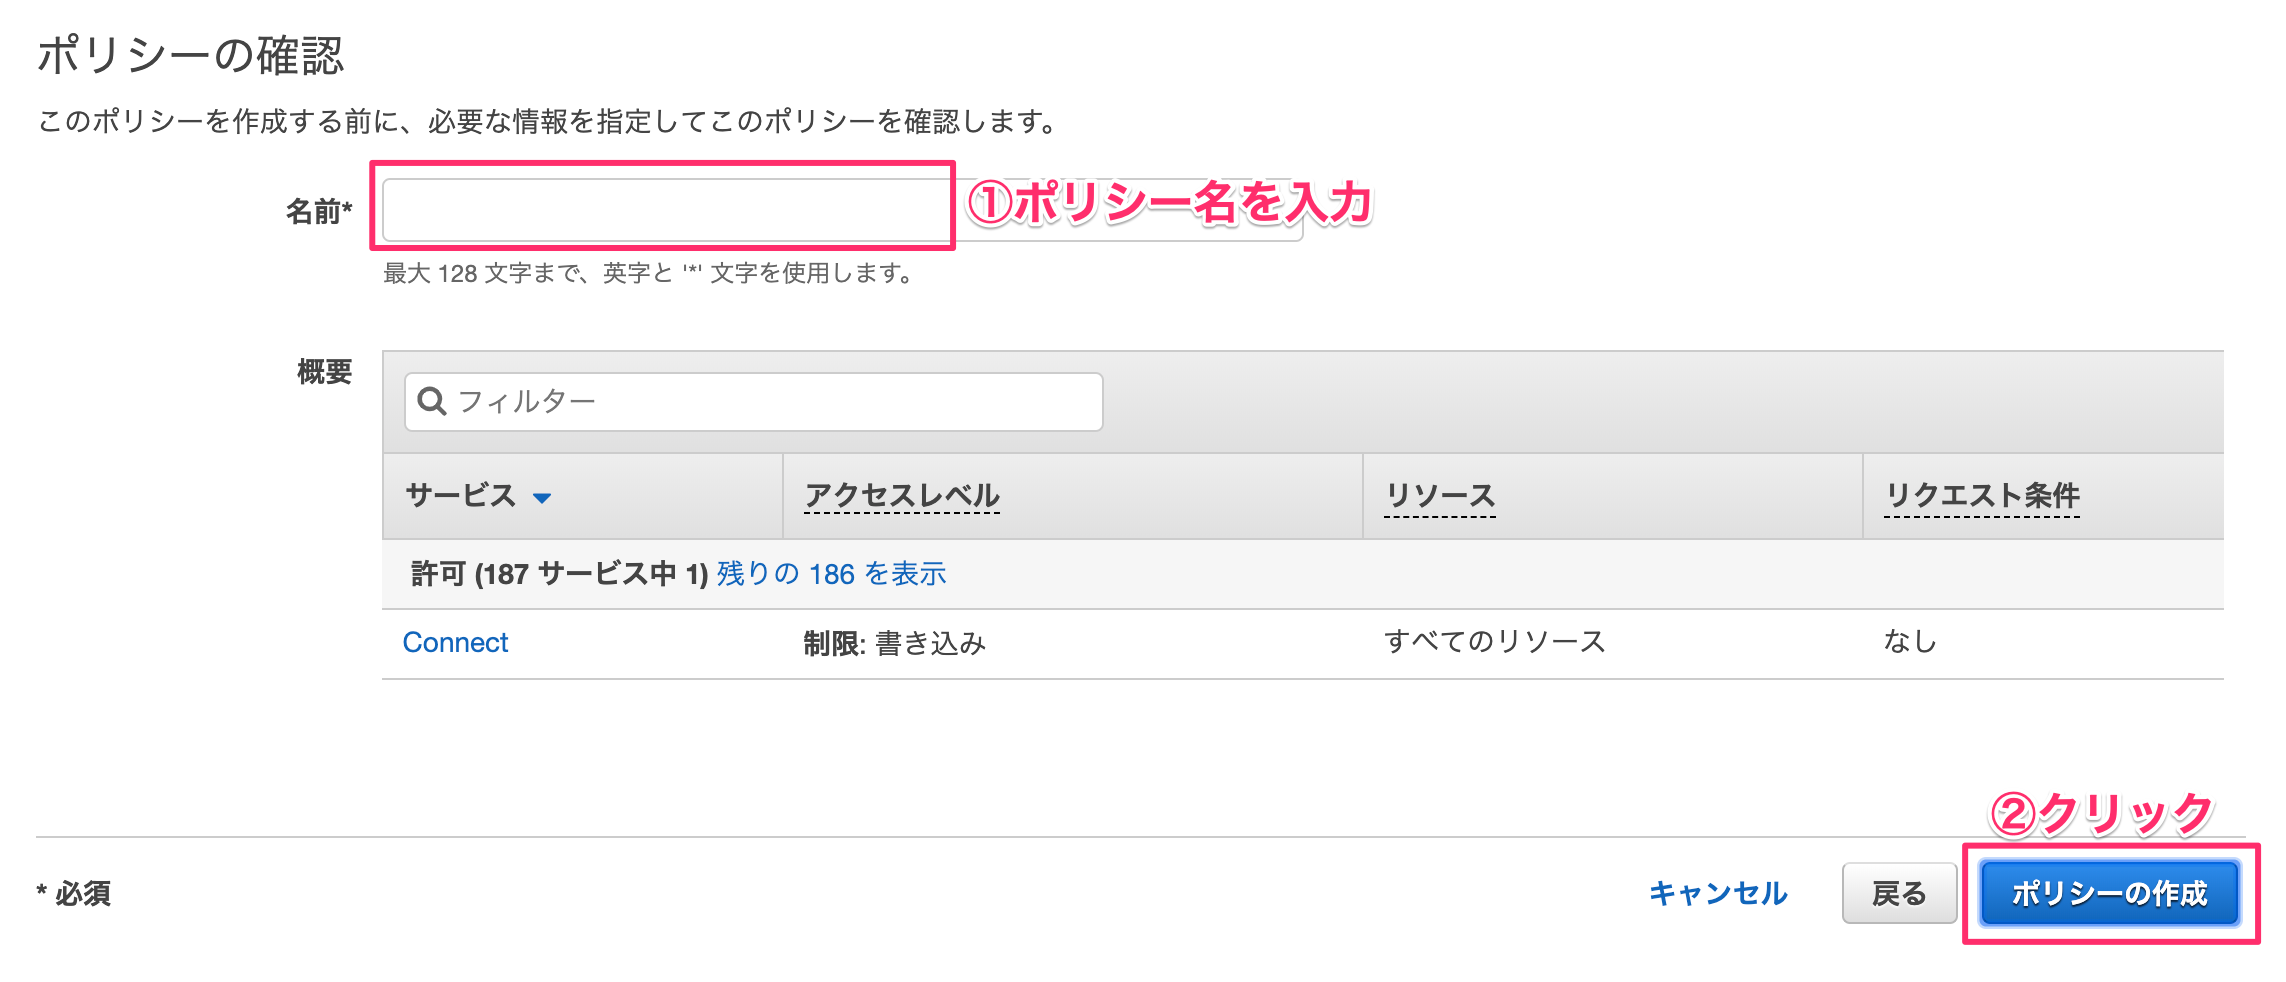 ポリシーの確認
このポリシーを作成する前に、必要な情報を指定してこのポリシーを確認します。
名前*
①ポリシー名を入力
最大 128 文字まで、英字と '*' 文字を使用します。
概要
フィルター
サービス アクセスレベル リソース リクエスト条件
許可 (187 サービス中 1) 残りの 186 を表示
Connect 制限: 書き込み すべてのリソース なし
②クリック
* 必須 キャンセル 戻る ポリシーの作成